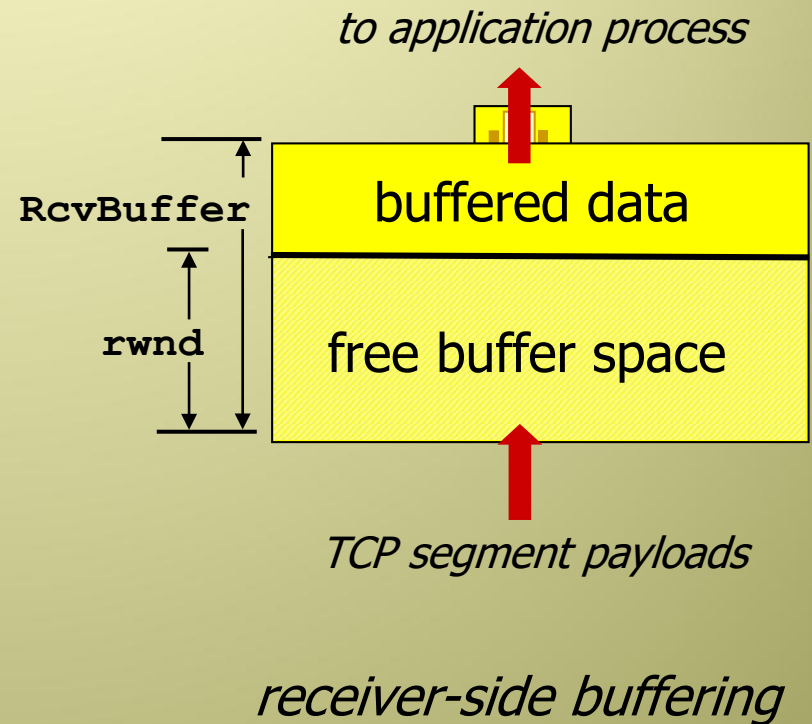 to application process
RcvBuffer
buffered data
rwnd
free buffer space
TCP segment payloads
receiver-side buffering